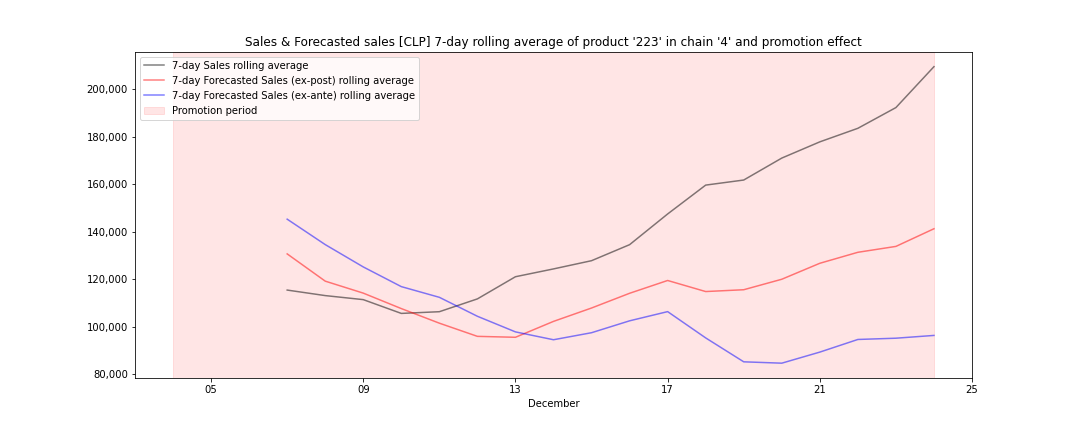 Sales & Forecasted sales [CLP] 7-day rolling average of product '223' in chain '4' and promotion effect
7-day Sales rolling average
7-day Forecasted Sales (ex-post) rolling average
7-day Forecasted Sales (ex-ante) rolling average
Promotion period
200,000
180,000
160,000
140,000
120,000
100,000
80,000
05
09
13
17
21
25
December